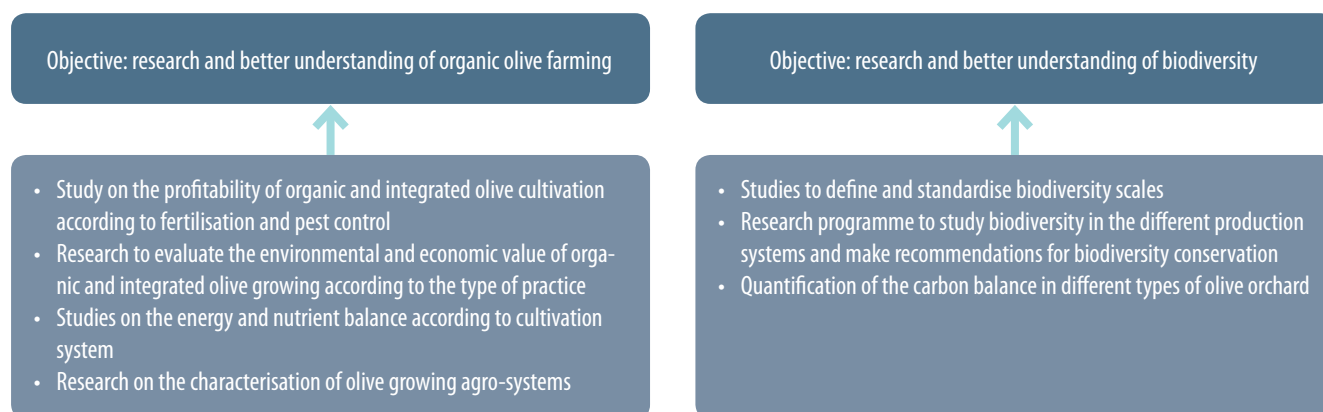 Objective: research and better understanding of organic olive farming
• Study on the profitability of organic and integrated olive cultivation
according to fertilisation and pest control
• Research to evaluate the environmental and economic value of orga-
nic and integrated olive growing according to the type of practice
• Studies on the energy and nutrient balance according to cultivation
system
• Research on the characterisation of olive growing agro-systems
Objective: research and better understanding of biodiversity
• Studies to define and standardise biodiversity scales
• Research programme to study biodiversity in the different production
systems and make recommendations for biodiversity conservation
• Quantification of the carbon balance in different types of olive orchard